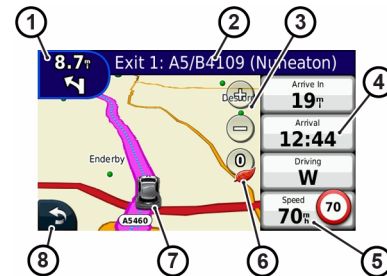 1
2
3
4
8.7 m i
Exit 1: A5/B4109 (Nuneaton)
Arrive In
19 m i
Arrival
12:44
Driving
W
Speed
70 m h
70
Enderby
0
A5460
8
7
6
5